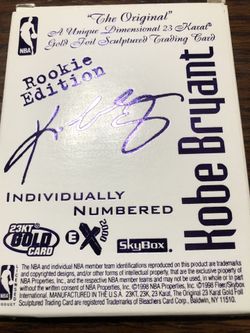 NBA
"The Original"
A Unique Dimensional 23 Karat
Gold Foil Sculptured Trading Card
NBA
Rookie
Edition
Kobe Bryant
INDIVIDUALLY
NUMBERED
23KT
GOLD CARD
E X
2000
SkyBox
The NBA and individual NBA member team identifications reproduced on this product are trademarks
and copyrighted designs, and/or other forms of intellectual property, that are the exclusive property of
NBA Properties, Inc. and the respective NBA member teams and may not be used, in whole or in part
without the written consent of NBA Properties, Inc. ©1998 NBA Properties, Inc. ©1998 Fleer/Skybox
International. MANUFACTURED IN THE U.S.A. 23KT, 23K, 23 Karat, The Original 23 Karat Gold Foil
Sculptured Trading Card are registered Trademarks of Bleachers Card Corp., Baldwin, NY 11510.